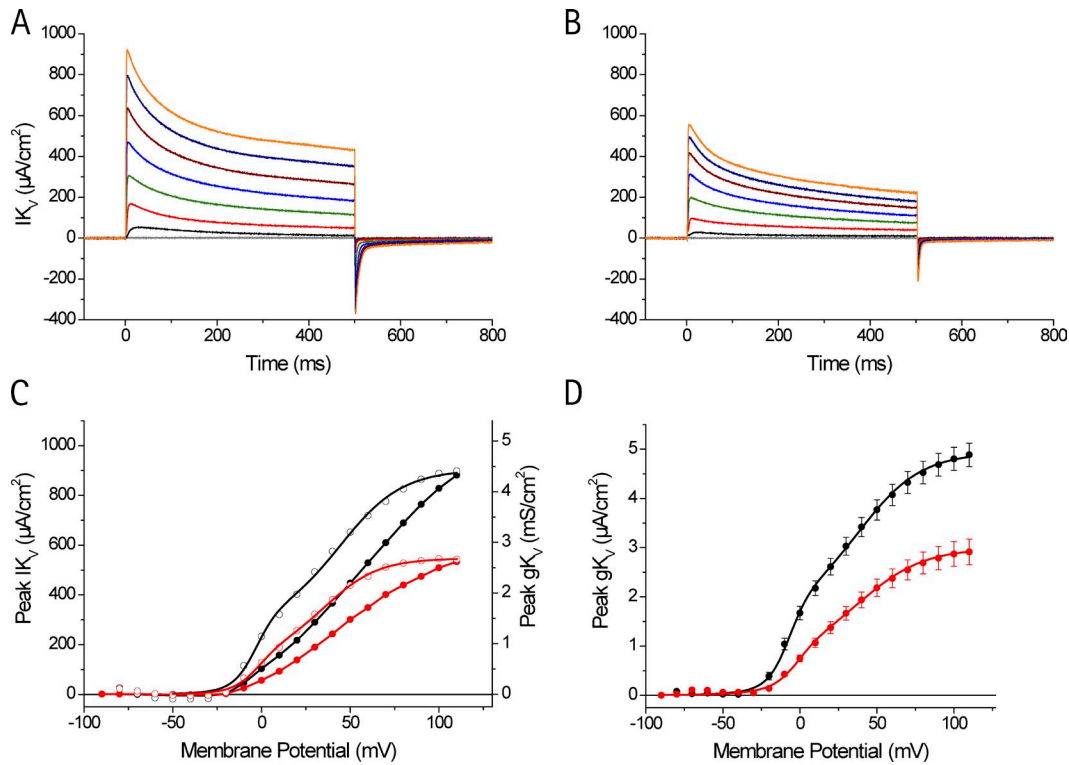 A
B
1000
800
600
400
200
0
-200
-400
IKV (µA/cm²)
0 200 400 600 800
Time (ms)
1000
800
600
400
200
0
-200
-400
0 200 400 600 800
Time (ms)
C
D
1000
800
600
400
200
0
Peak IKV (µA/cm²)
5
4
3
2
1
0
Peak gKV (mS/cm²)
-100 -50 0 50 100
Membrane Potential (mV)
5
4
3
2
1
0
Peak gKV (µA/cm²)
-100 -50 0 50 100
Membrane Potential (mV)